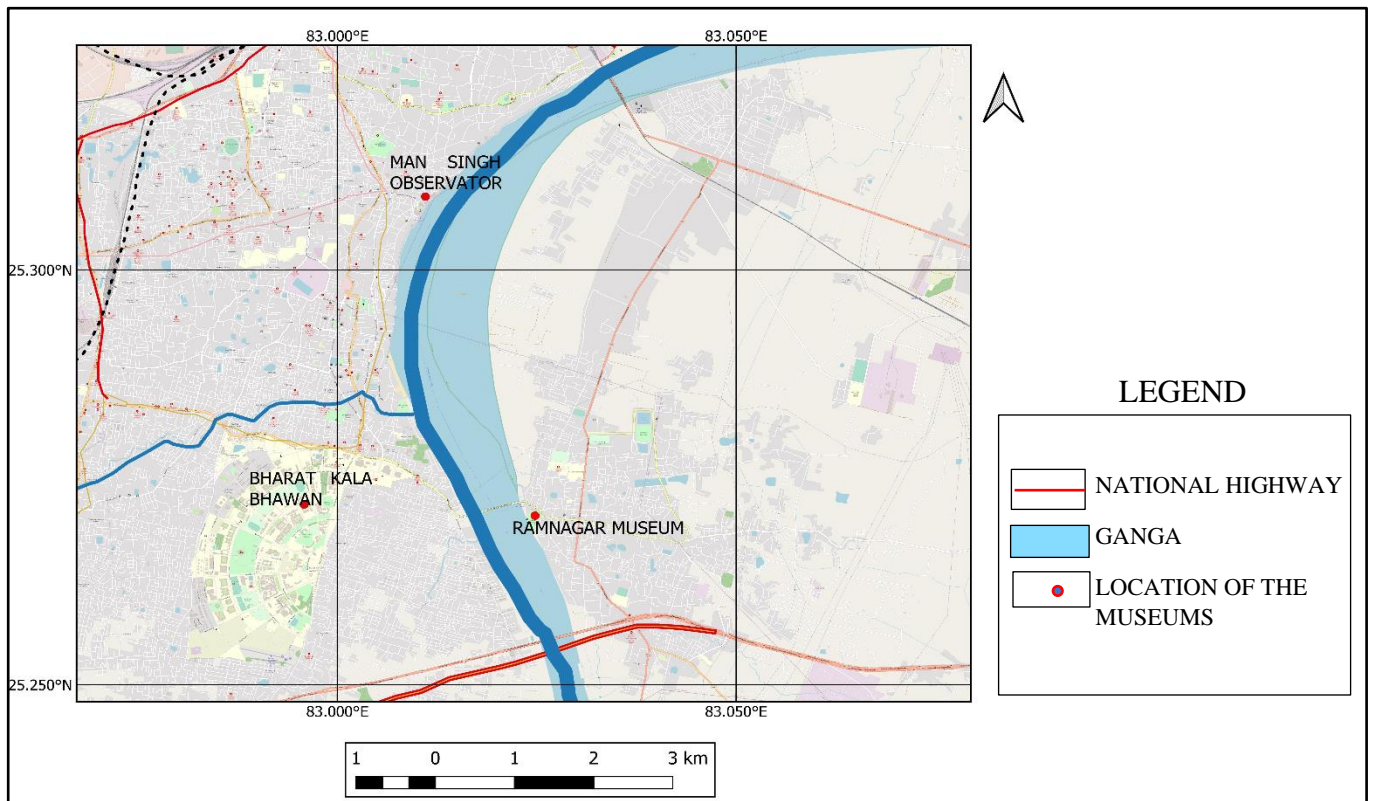 83.000°E 83.050°E
MAN SINGH
OBSERVATOR
25.300°N
BHARAT KALA
BHAWAN
RAMNAGAR MUSEUM
25.250°N
83.000°E 83.050°E
1 0 1 2 3 km
LEGEND
NATIONAL HIGHWAY
GANGA
LOCATION OF THE
MUSEUMS